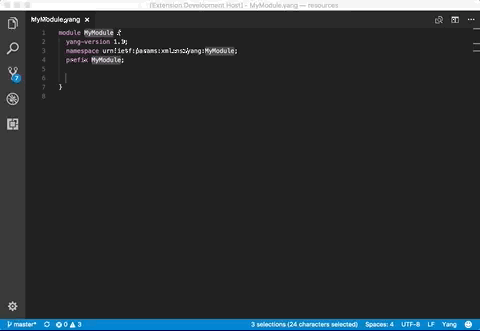 [Extension Development Host] - MyModule.yang — resources
MyModule.yang
1 module MyModule {
2 yang-version
3 namespace urn:ietf:params:xml:ns:yang:MyModule;
4 prefix MyModule;
5
6
7 }
8
7
master* 0 3 3 selections (24 characters selected) Spaces: 4 UTF-8 LF Yang